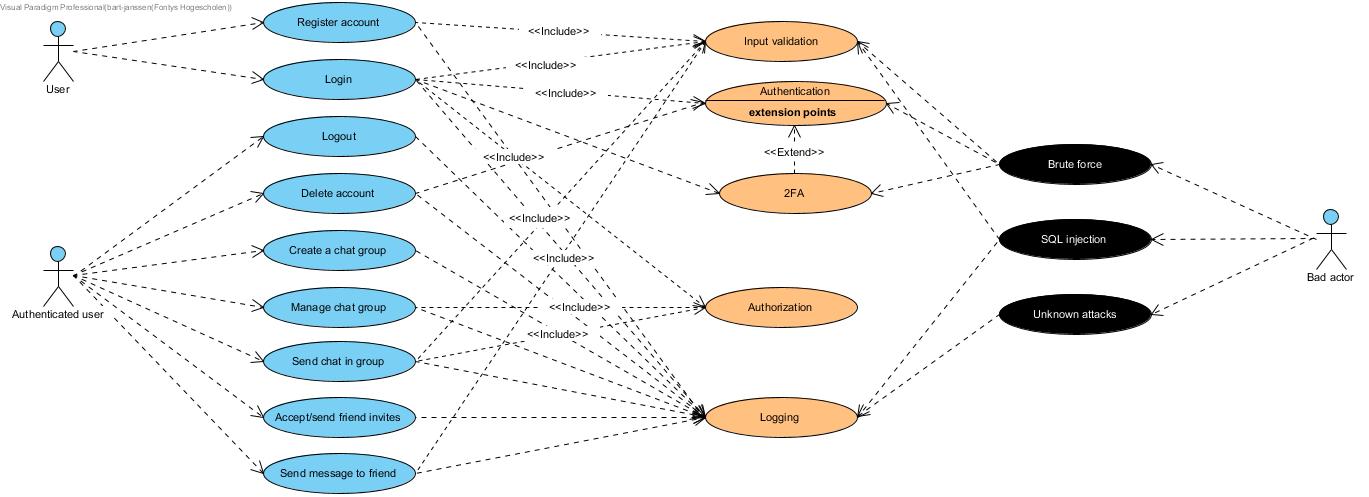 Visual Paradigm Professional(bart-janssen(Fontys Hogescholen))
User
Authenticated user
Register account
Login
Logout
Delete account
Create a chat group
Manage chat group
Send chat in group
Accept/send friend invites
Send message to friend
<<Include>>
<<Include>>
<<Include>>
<<Include>>
<<Include>>
<<Include>>
<<Include>>
<<Include>>
Input validation
Authentication
extension points
<<Extend>>
2FA
Authorization
Logging
Brute force
SQL injection
Unknown attacks
Bad actor